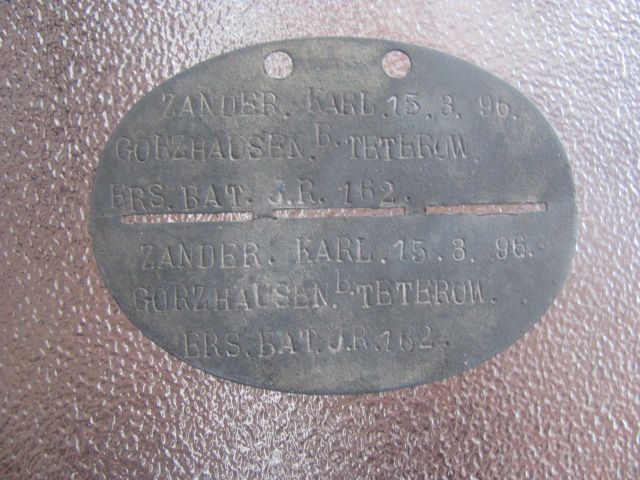 ZANDER. KARL. 15. 3. 96.
GORZHAUSEN. B. TETEROW.
ERS. BAT. J.R. 162.
ZANDER. KARL. 15. 3. 96.
GORZHAUSEN. B. TETEROW.
ERS. BAT. J.R. 162.